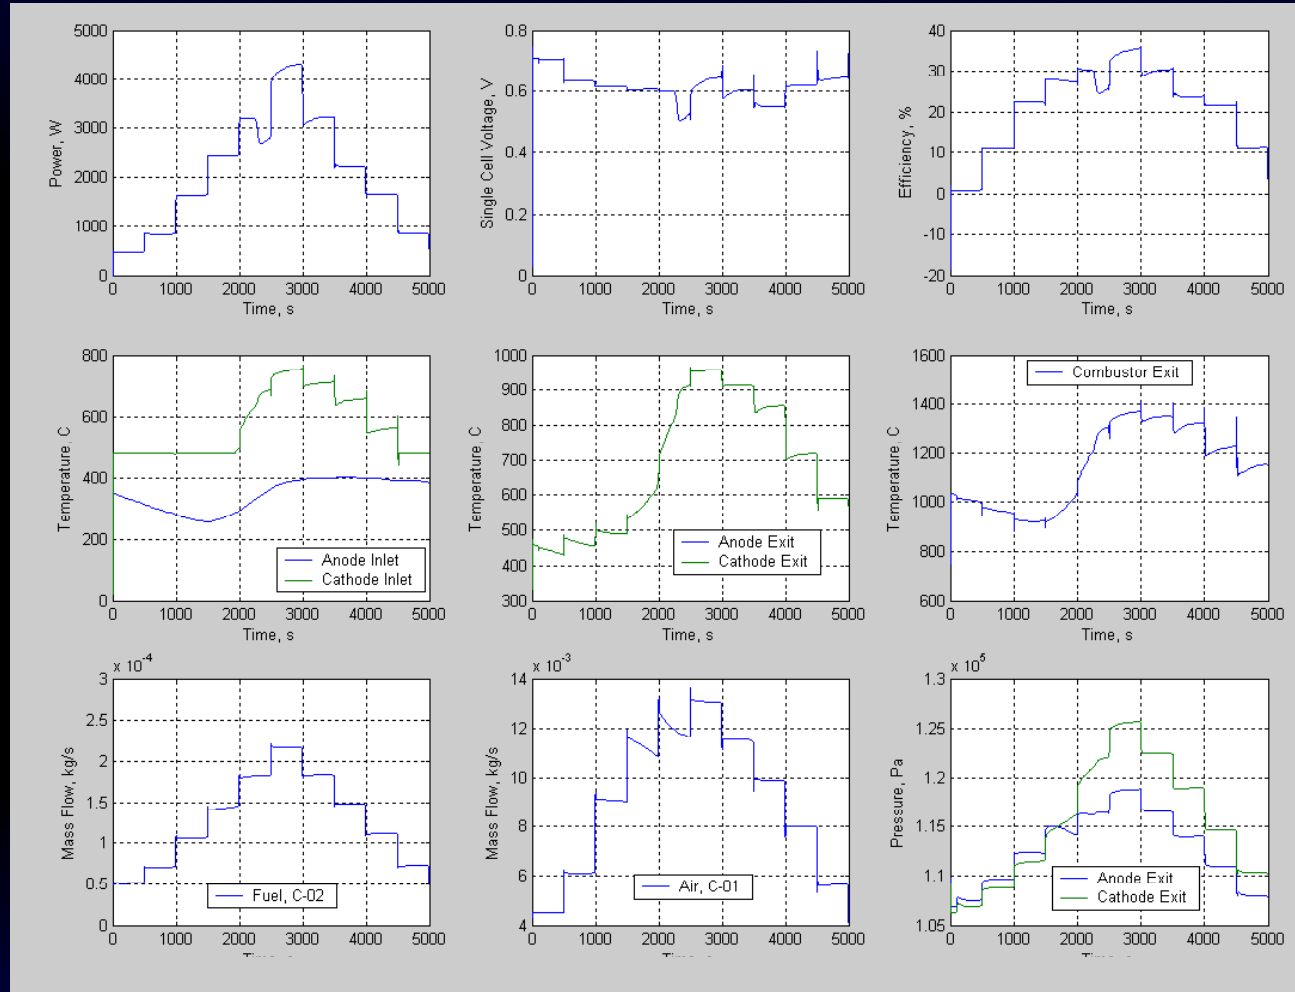 5000
4000
3000
2000
1000
0
Power, W
0 1000 2000 3000 4000 5000
Time, s
0.8
0.6
0.4
0.2
0
Single Cell Voltage, V
0 1000 2000 3000 4000 5000
Time, s
40
30
20
10
0
-10
-20
Efficiency, %
0 1000 2000 3000 4000 5000
Time, s
800
600
400
200
0
Temperature, C
Anode Inlet
Cathode Inlet
0 1000 2000 3000 4000 5000
Time, s
1000
900
800
700
600
500
400
300
Temperature, C
Anode Exit
Cathode Exit
0 1000 2000 3000 4000 5000
Time, s
1600
1400
1200
1000
800
600
Temperature, C
Combustor Exit
0 1000 2000 3000 4000 5000
Time, s
x 10-4
3
2.5
2
1.5
1
0.5
0
Mass Flow, kg/s
Fuel, C-02
0 1000 2000 3000 4000 5000
Time, s
x 10-3
14
12
10
8
6
4
Mass Flow, kg/s
Air, C-01
0 1000 2000 3000 4000 5000
Time, s
x 105
1.3
1.25
1.2
1.15
1.1
1.05
Pressure, Pa
Anode Exit
Cathode Exit
0 1000 2000 3000 4000 5000
Time, s